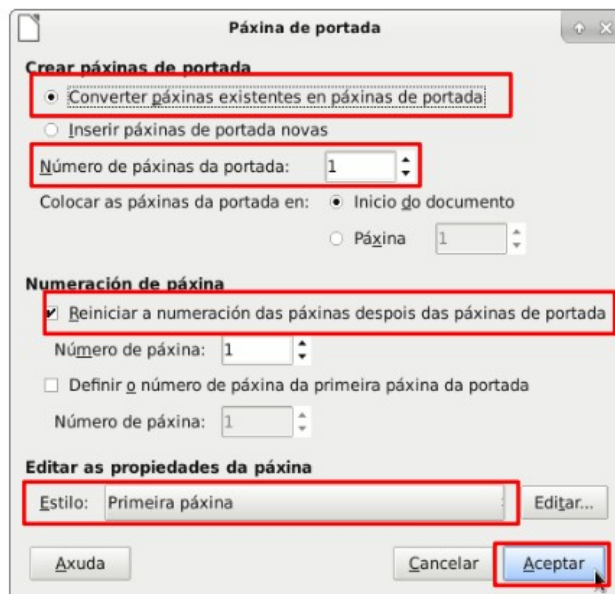 Páxina de portada
Crear páxinas de portada
Converter páxinas existentes en páxinas de portada
Inserir páxinas de portada novas
Número de páxinas da portada: 1
Colocar as páxinas da portada en: Inicio do documento
Páxina 1
Numeración de páxina
Reiniciar a numeración das páxinas despois das páxinas de portada
Número de páxina: 1
Definir o número de páxina da primeira páxina da portada
Número de páxina: 1
Editar as propiedades da páxina
Estilo: Primeira páxina Editar...
Axuda Cancelar Aceptar